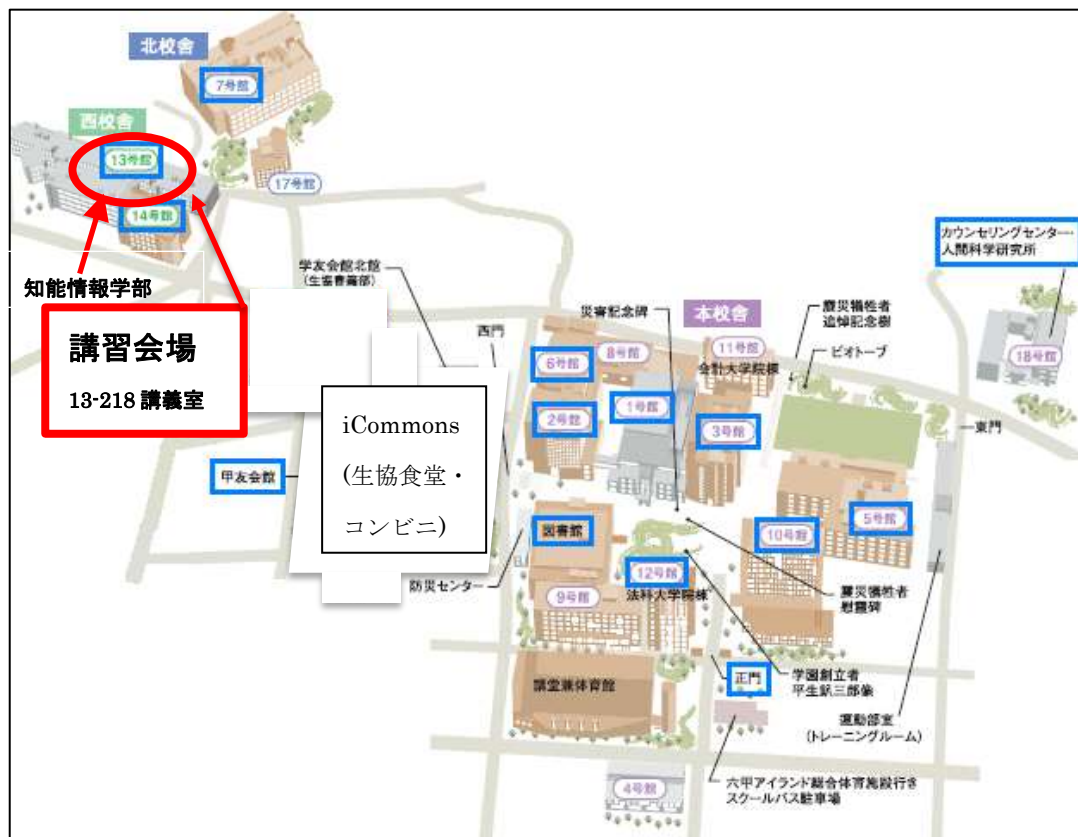 北校舎
7号館
西校舎
13号館
17号館
14号館
知能情報学部
講習会場
13-218 講義室
学友会館北館
(生協書籍部)
西門
災害記念碑
本校舎
震災犠牲者
追悼記念樹
ビオトープ
カウンセリングセンター・
人間科学研究所
18号館
東門
6号館
8号館
11号館
会計大学院棟
1号館
2号館
3号館
iCommons
(生協食堂・
コンビニ)
甲友会館
図書館
防災センター
12号館
法科大学院棟
9号館
10号館
5号館
震災犠牲者
慰霊碑
講堂兼体育館
正門
学園創立者
平生釟三郎像
運動部室
(トレーニングルーム)
六甲アイランド総合体育施設行き
スクールバス駐車場
4号館